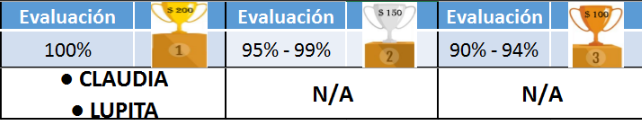 Evaluación $ 200 Evaluación $ 150 Evaluación $ 100
100% 1 95% - 99% 2 90% - 94% 3
● CLAUDIA
● LUPITA
N/A
N/A